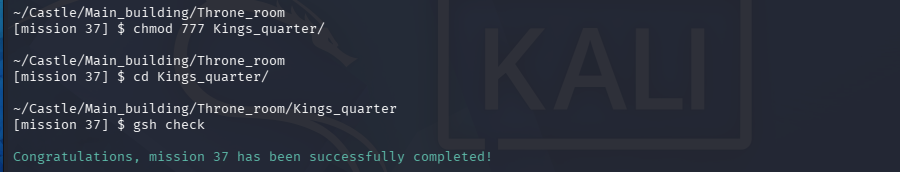 ~/Castle/Main_building/Throne_room
[mission 37] $ chmod 777 Kings_quarter/
~/Castle/Main_building/Throne_room
[mission 37] $ cd Kings_quarter/
~/Castle/Main_building/Throne_room/Kings_quarter
[mission 37] $ gsh check
Congratulations, mission 37 has been successfully completed!
KALI